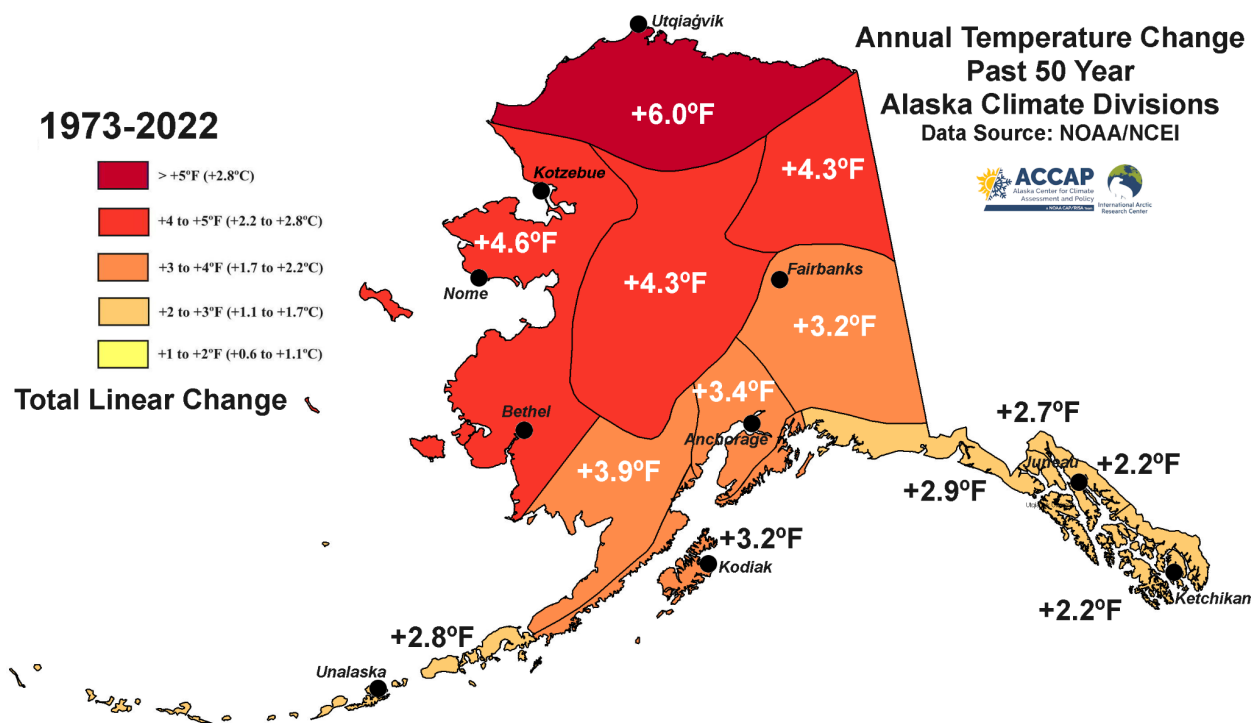 Utqiaġvik
Annual Temperature Change
Past 50 Year
Alaska Climate Divisions
Data Source: NOAA/NCEI
ACCAP
Alaska Center for Climate
Assessment and Policy
A NOAA CAP/RISA Team
International Arctic
Research Center
1973-2022
> +5ºF (+2.8ºC)
+4 to +5ºF (+2.2 to +2.8ºC)
+3 to +4ºF (+1.7 to +2.2ºC)
+2 to +3ºF (+1.1 to +1.7ºC)
+1 to +2ºF (+0.6 to +1.1ºC)
Total Linear Change
+6.0ºF
Kotzebue
+4.3ºF
+4.6ºF
Nome
+4.3ºF
Fairbanks
+3.2ºF
+3.4ºF
Bethel
Anchorage
+3.9ºF
+2.7ºF
Juneau
+2.2ºF
+2.9ºF
+3.2ºF
Kodiak
Ketchikan
+2.2ºF
+2.8ºF
Unalaska